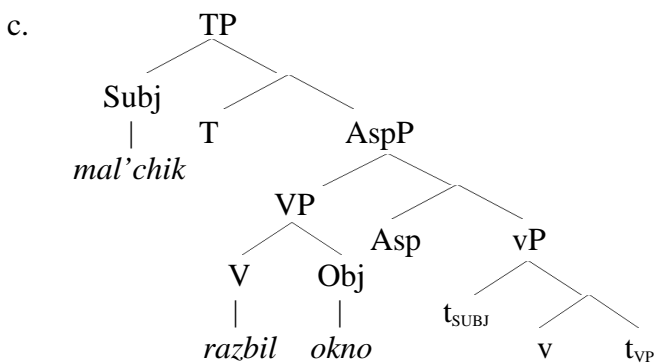 c.
TP
Subj
T AspP
mal’chik
VP
Asp vP
V Obj
t_SUBJ
razbil okno v t_VP